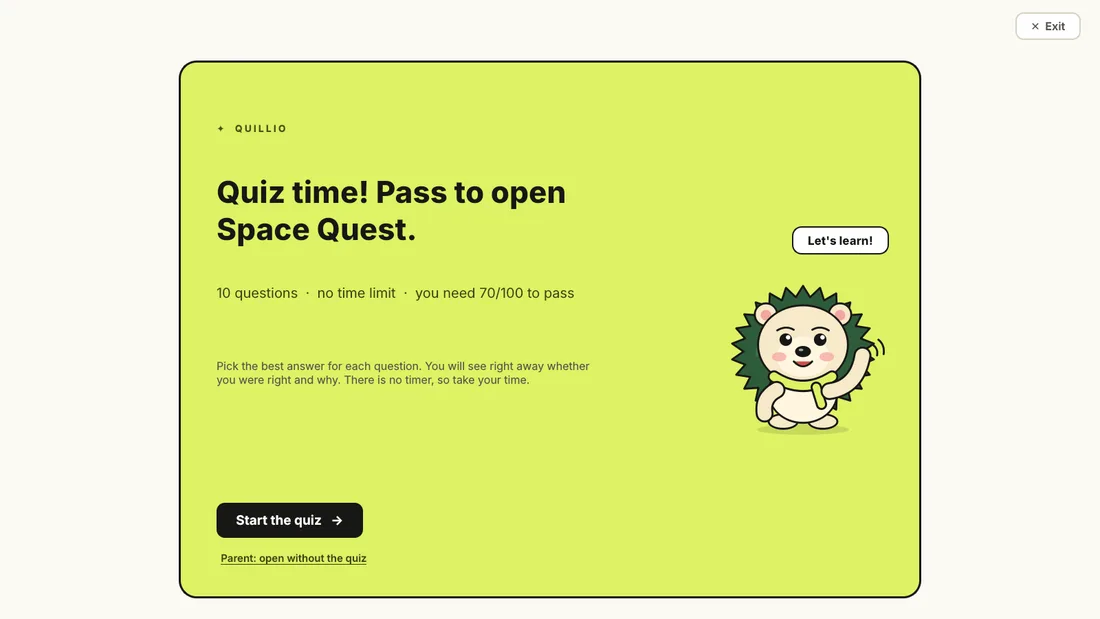 ✕ Exit
✦ QUILLIO
Quiz time! Pass to open
Space Quest.
10 questions · no time limit · you need 70/100 to pass
Let's learn!
Pick the best answer for each question. You will see right away whether
you were right and why. There is no timer, so take your time.
Start the quiz →
Parent: open without the quiz